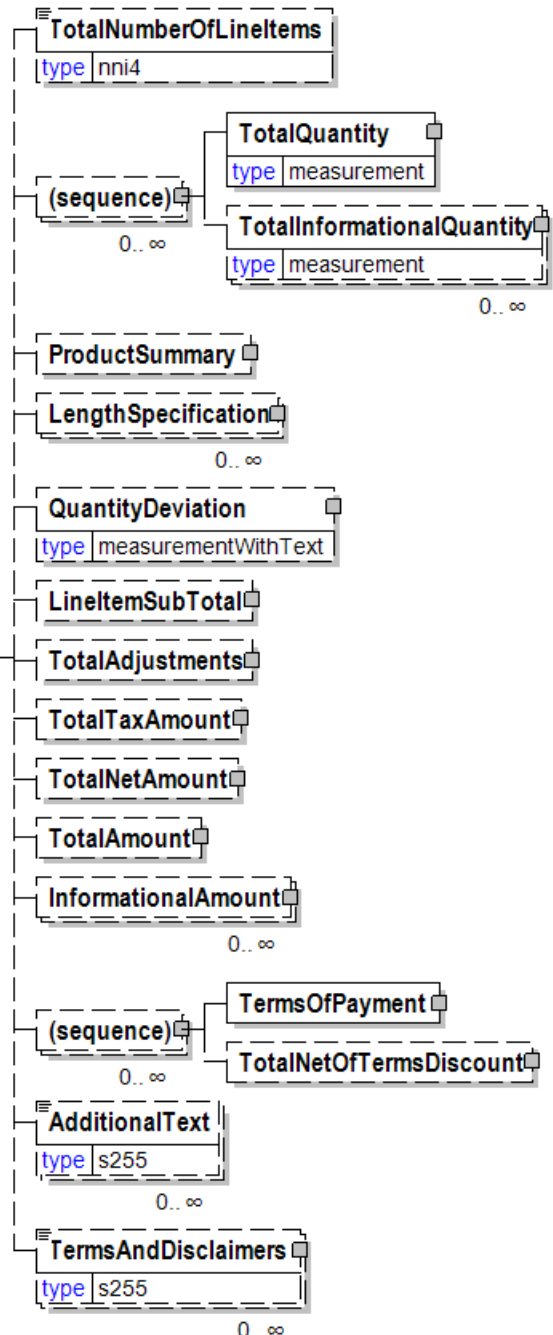 TotalNumberOfLineItems
type nni4
TotalQuantity
type measurement
(sequence)
0.. ∞
TotalInformationalQuantity
type measurement
0.. ∞
ProductSummary
LengthSpecification
0.. ∞
QuantityDeviation
type measurementWithText
LineItemSubTotal
TotalAdjustments
TotalTaxAmount
TotalNetAmount
TotalAmount
InformationalAmount
0.. ∞
TermsOfPayment
(sequence)
0.. ∞
TotalNetOfTermsDiscount
AdditionalText
type s255
0.. ∞
TermsAndDisclaimers
type s255
0.. ∞